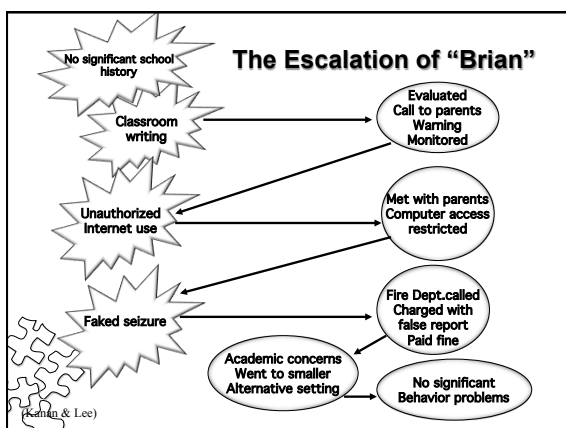 The Escalation of “Brian”
No significant school
history
Classroom
writing
Evaluated
Call to parents
Warning
Monitored
Unauthorized
Internet use
Met with parents
Computer access
restricted
Faked seizure
Fire Dept.called
Charged with
false report
Paid fine
Academic concerns
Went to smaller
Alternative setting
No significant
Behavior problems
(Kanan & Lee)